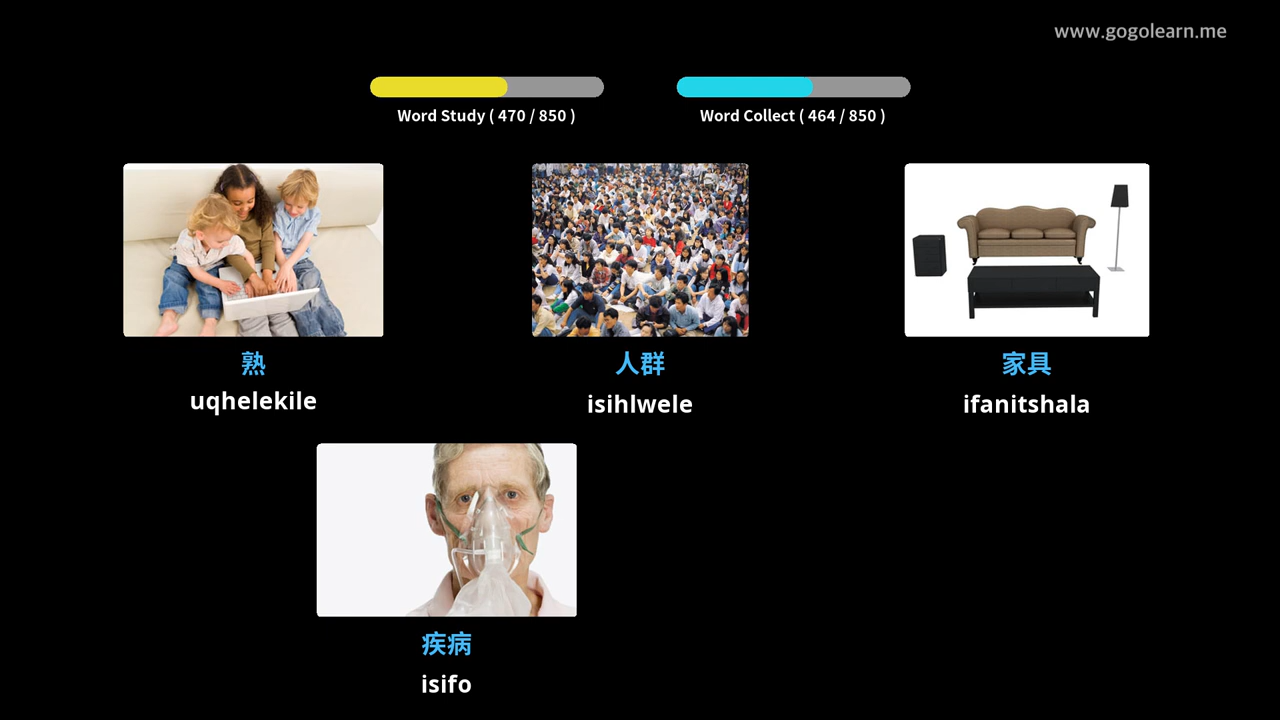 www.gogolearn.me
Word Study ( 470 / 850 )
Word Collect ( 464 / 850 )
熟
uqhelekile
人群
isihlwele
家具
ifanitshala
疾病
isifo